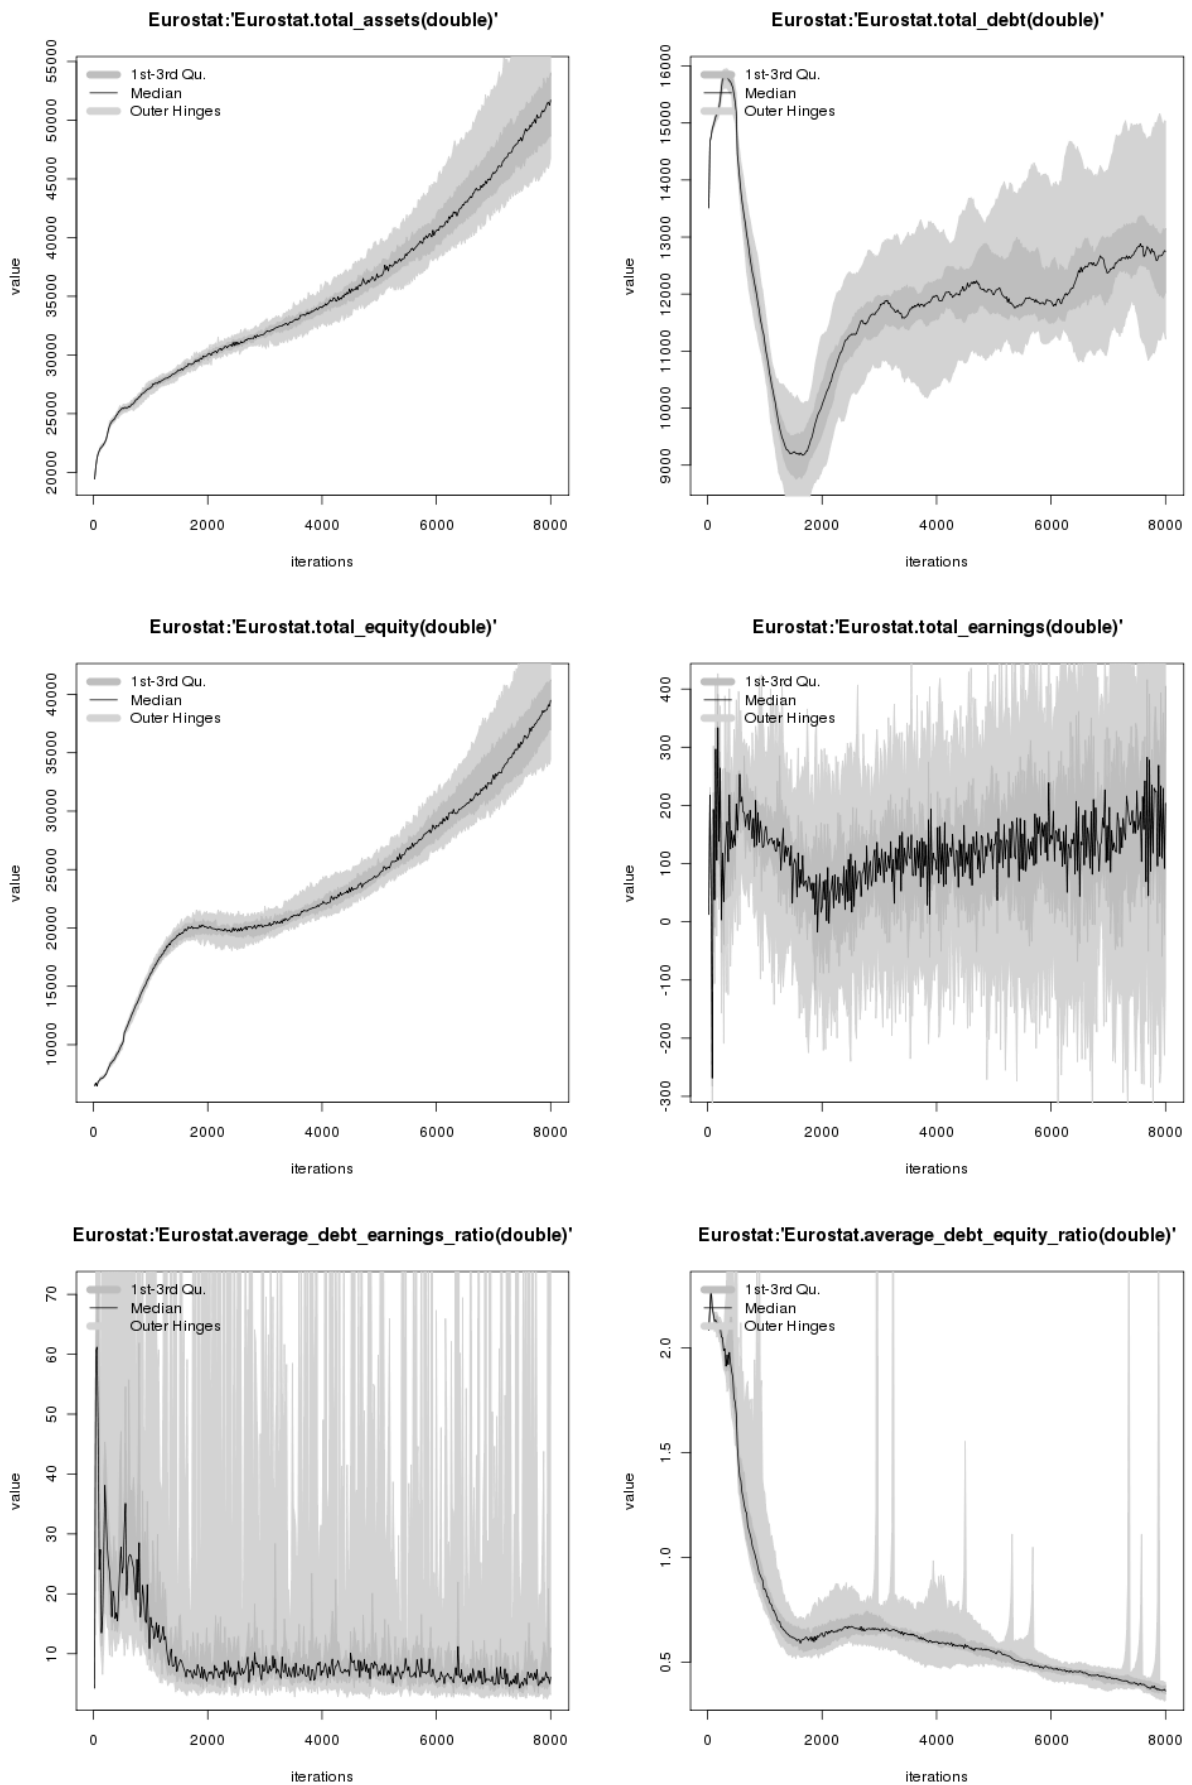 Eurostat:'Eurostat.total_assets(double)'
1st-3rd Qu.
Median
Outer Hinges
value
20000 25000 30000 35000 40000 45000 50000 55000
0 2000 4000 6000 8000
iterations
Eurostat:'Eurostat.total_debt(double)'
1st-3rd Qu.
Median
Outer Hinges
value
9000 10000 11000 12000 13000 14000 15000 16000
0 2000 4000 6000 8000
iterations
Eurostat:'Eurostat.total_equity(double)'
1st-3rd Qu.
Median
Outer Hinges
value
10000 15000 20000 25000 30000 35000 40000
0 2000 4000 6000 8000
iterations
Eurostat:'Eurostat.total_earnings(double)'
1st-3rd Qu.
Median
Outer Hinges
value
-300 -200 -100 0 100 200 300 400
0 2000 4000 6000 8000
iterations
Eurostat:'Eurostat.average_debt_earnings_ratio(double)'
1st-3rd Qu.
Median
Outer Hinges
value
10 20 30 40 50 60 70
0 2000 4000 6000 8000
iterations
Eurostat:'Eurostat.average_debt_equity_ratio(double)'
1st-3rd Qu.
Median
Outer Hinges
value
0.5 1.0 1.5 2.0
0 2000 4000 6000 8000
iterations